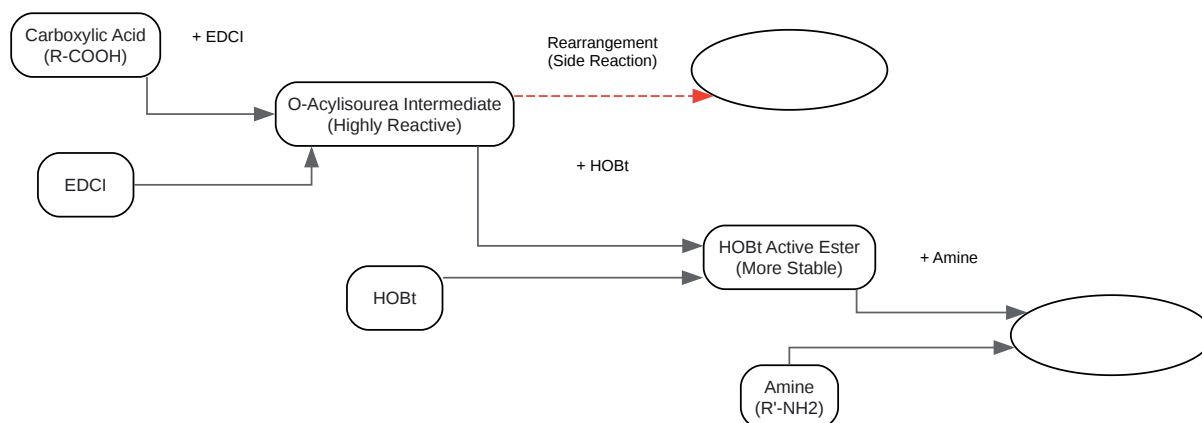 Carboxylic Acid
(R-COOH)
+ EDCI
Rearrangement
(Side Reaction)
O-Acylisourea Intermediate
(Highly Reactive)
+ HOBt
EDCI
HOBt Active Ester
(More Stable)
+ Amine
HOBt
Amine
(R'-NH2)